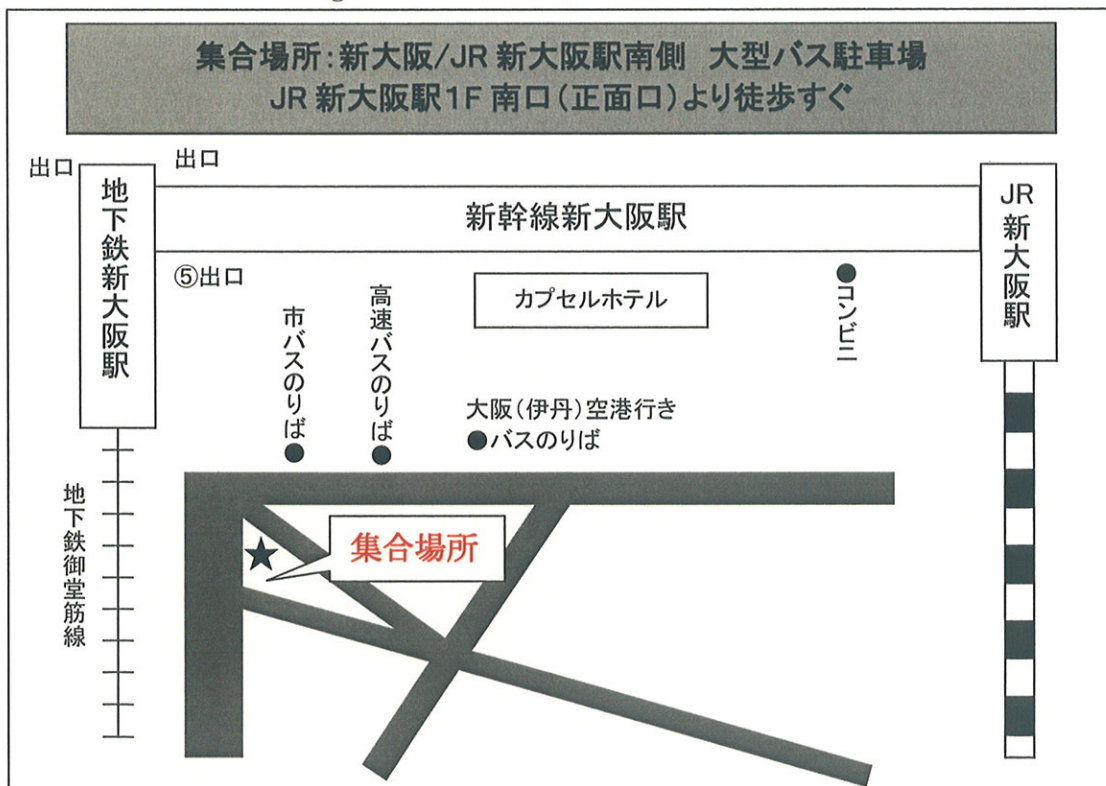 集合場所:新大阪/JR 新大阪駅南側 大型バス駐車場
JR 新大阪駅1F 南口(正面口)より徒歩すぐ
出口
出口
地下鉄新大阪駅
新幹線新大阪駅
JR新大阪駅
⑤出口
カプセルホテル
●コンビニ
市バスのりば●
高速バスのりば●
大阪(伊丹)空港行き
●バスのりば
地下鉄御堂筋線
★
集合場所